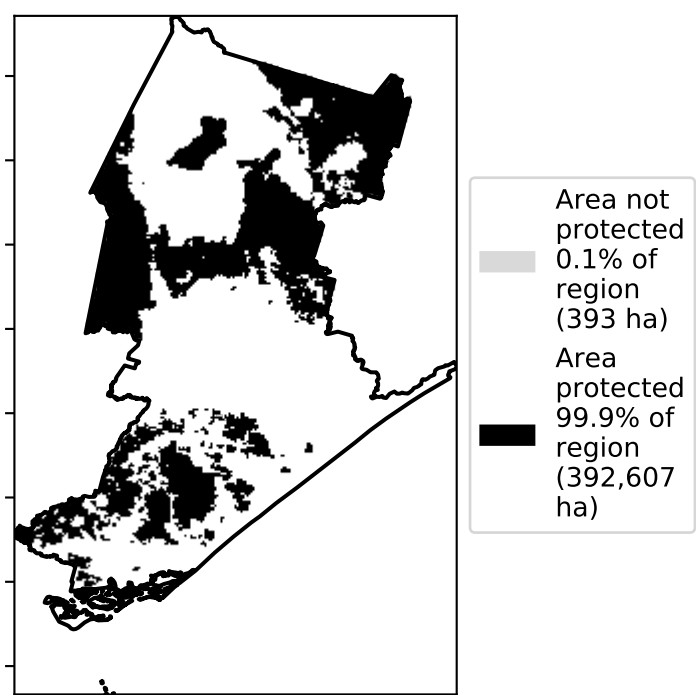 Area not
protected
0.1% of
region
(393 ha)
Area
protected
99.9% of
region
(392,607
ha)